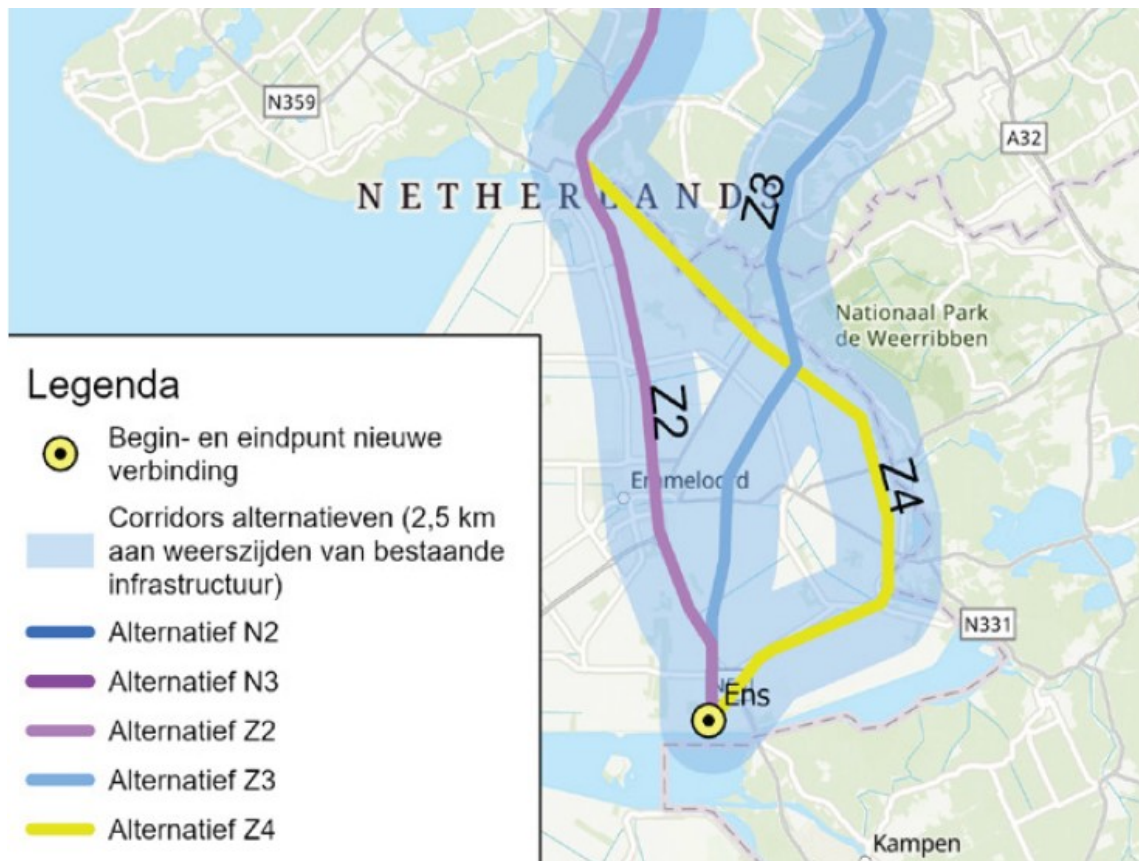 N359
A32
NETHERLANDS
Z3
Nationaal Park
de Weerribben
Z2
Emmeloord
Z4
N331
Ens
Kampen
Legenda
Begin- en eindpunt nieuwe
verbinding
Corridors alternatieven (2,5 km
aan weerszijden van bestaande
infrastructuur)
Alternatief N2
Alternatief N3
Alternatief Z2
Alternatief Z3
Alternatief Z4